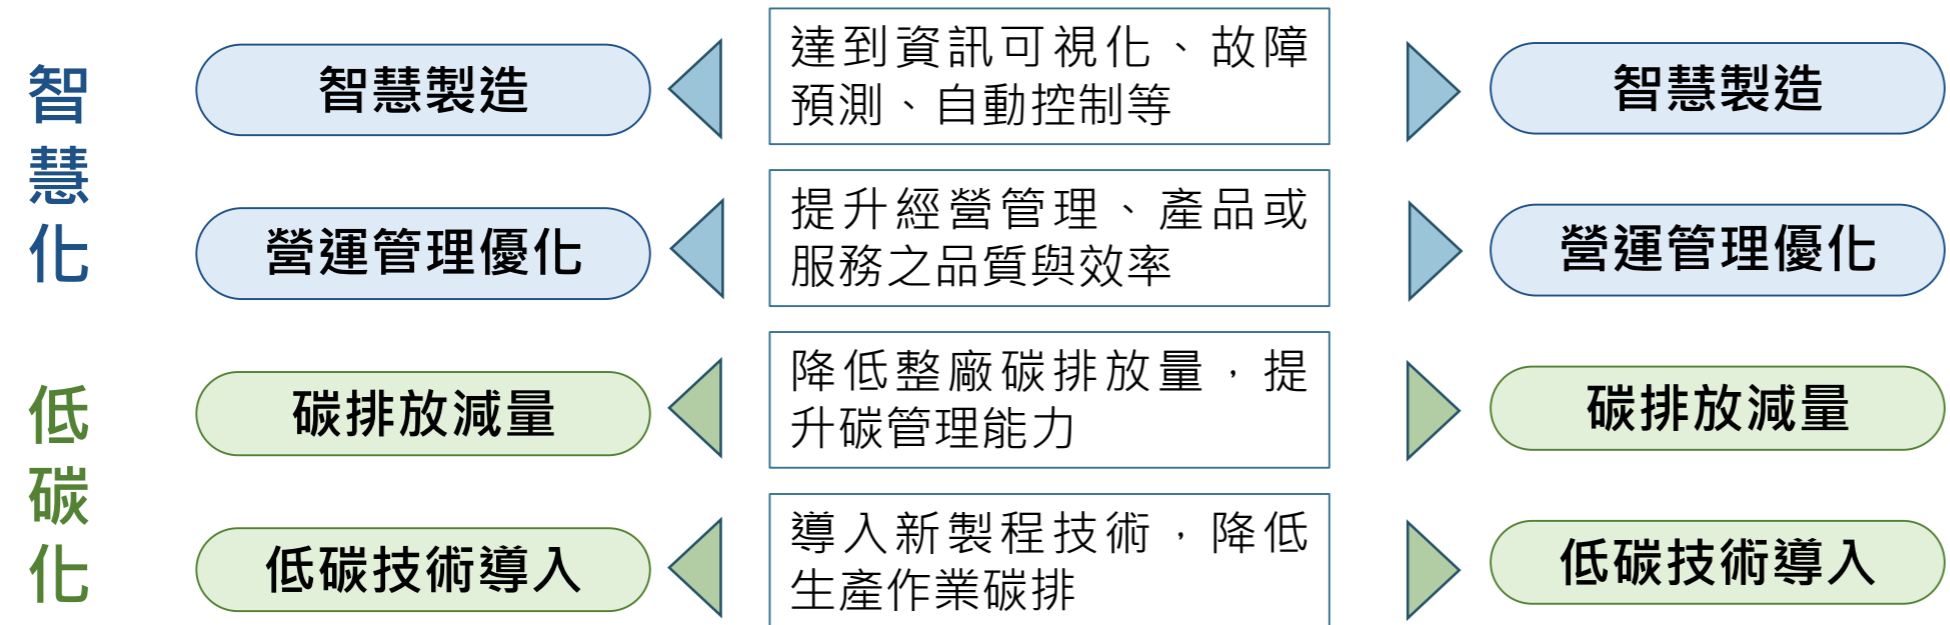 智慧化
智慧製造
達到資訊可視化、故障
預測、自動控制等
智慧製造
營運管理優化
提升經營管理、產品或
服務之品質與效率
營運管理優化
低碳化
碳排放減量
降低整廠碳排放量，提
升碳管理能力
碳排放減量
低碳技術導入
導入新製程技術，降低
生產作業碳排
低碳技術導入